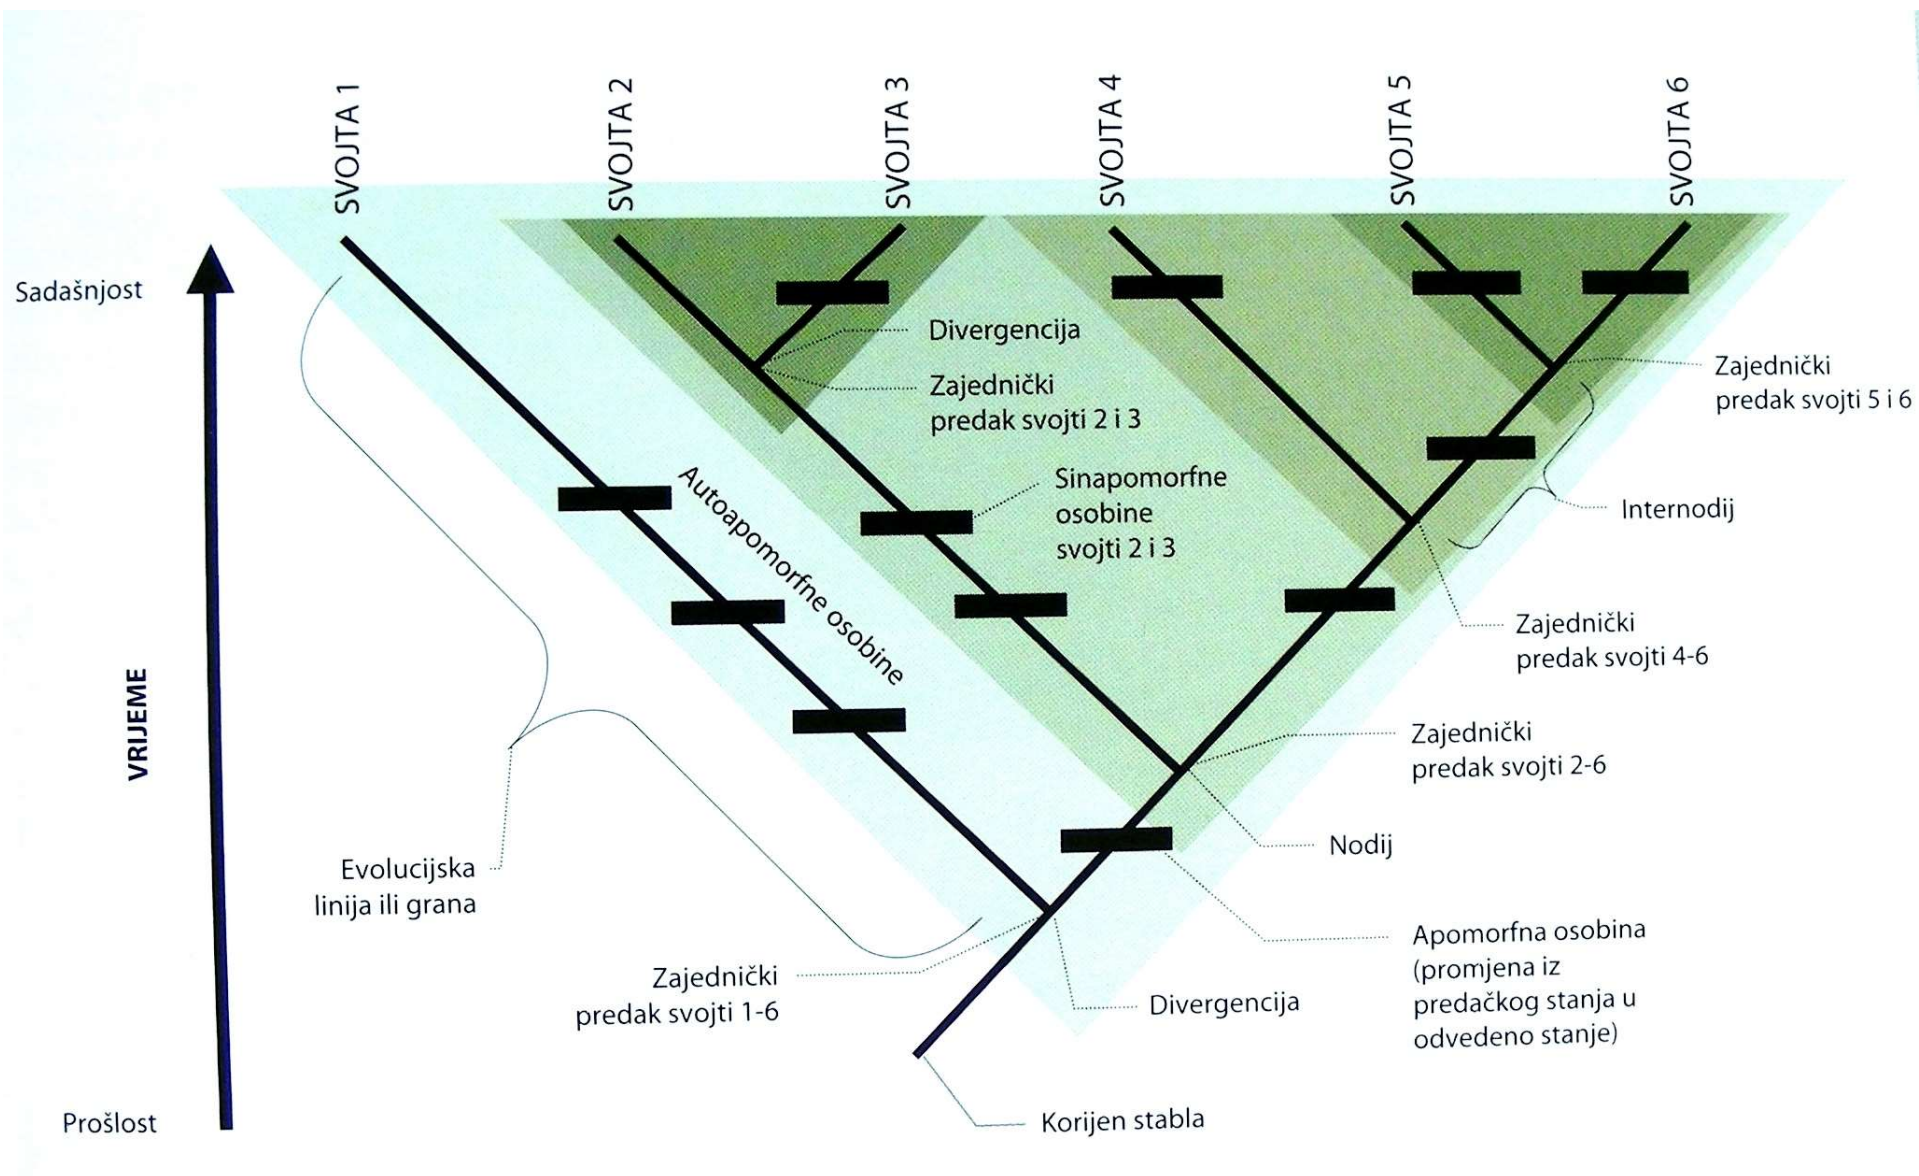 SVOJTA 1
SVOJTA 2
SVOJTA 3
SVOJTA 4
SVOJTA 5
SVOJTA 6
Sadašnjost
VRIJEME
Prošlost
Divergencija
Zajednički
predak svojti 2 i 3
Sinapomorfne
osobine
svojti 2 i 3
Autoapomorfne osobine
Zajednički
predak svojti 5 i 6
Internodij
Zajednički
predak svojti 4-6
Zajednički
predak svojti 2-6
Nodij
Apomorfna osobina
(promjena iz
predačkog stanja u
odvedeno stanje)
Evolucijska
linija ili grana
Zajednički
predak svojti 1-6
Divergencija
Korijen stabla